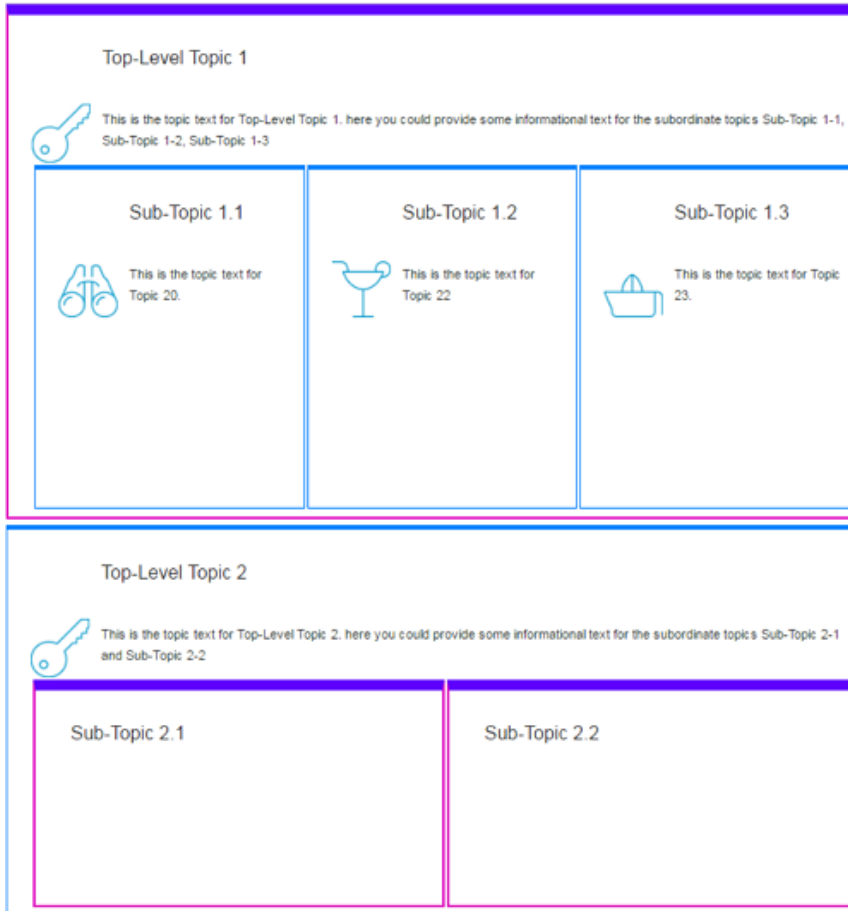 Top-Level Topic 1
This is the topic text for Top-Level Topic 1. here you could provide some informational text for the subordinate topics Sub-Topic 1-1,
Sub-Topic 1-2, Sub-Topic 1-3
Sub-Topic 1.1
This is the topic text for
Topic 20.
Sub-Topic 1.2
This is the topic text for
Topic 22
Sub-Topic 1.3
This is the topic text for Topic
23.
Top-Level Topic 2
This is the topic text for Top-Level Topic 2. here you could provide some informational text for the subordinate topics Sub-Topic 2-1
and Sub-Topic 2-2
Sub-Topic 2.1
Sub-Topic 2.2